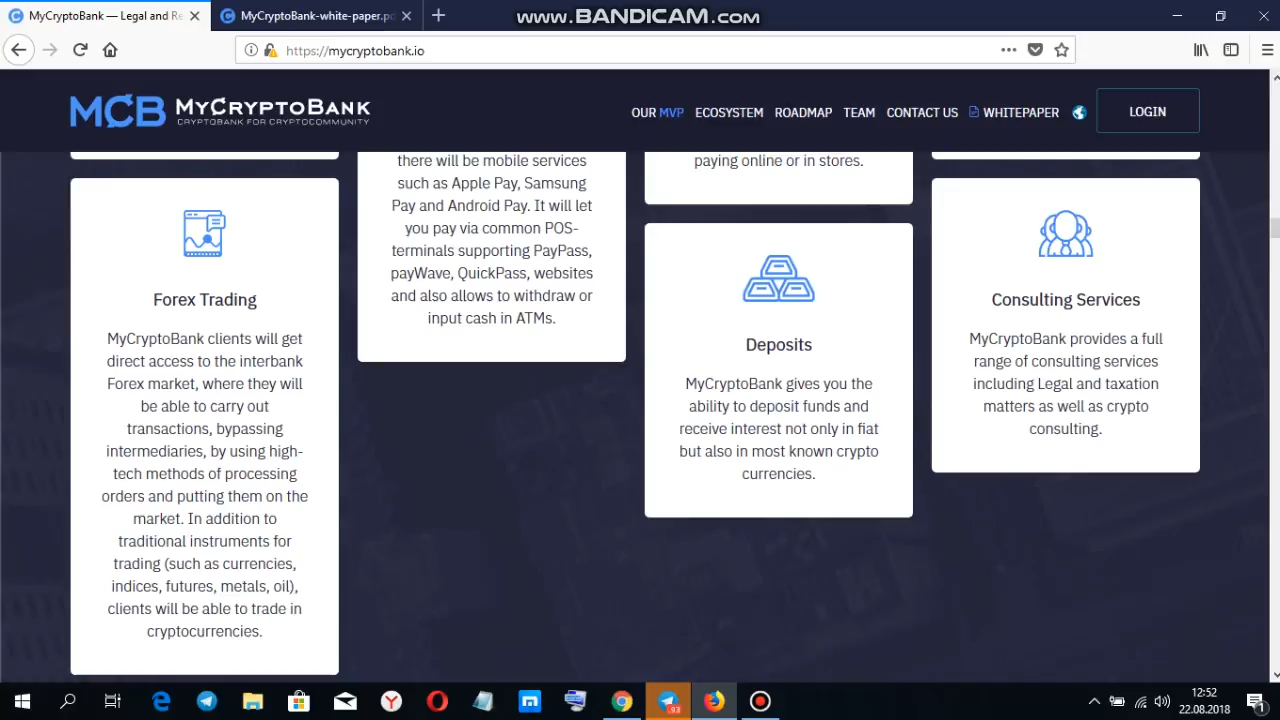 MyCryptoBank — Legal and Re
MyCryptoBank-white-paper.pd
www.BANDICAM.com
https://mycryptobank.io
MCB MYCRYPTOBANK
CRYPTOBANK FOR CRYPTOCOMMUNITY
OUR MVP
ECOSYSTEM
ROADMAP
TEAM
CONTACT US
WHITEPAPER
LOGIN
there will be mobile services
such as Apple Pay, Samsung
Pay and Android Pay. It will let
you pay via common POS-
terminals supporting PayPass,
payWave, QuickPass, websites
and also allows to withdraw or
input cash in ATMs.
paying online or in stores.
Forex Trading
MyCryptoBank clients will get
direct access to the interbank
Forex market, where they will
be able to carry out
transactions, bypassing
intermediaries, by using high-
tech methods of processing
orders and putting them on the
market. In addition to
traditional instruments for
trading (such as currencies,
indices, futures, metals, oil),
clients will be able to trade in
cryptocurrencies.
Deposits
MyCryptoBank gives you the
ability to deposit funds and
receive interest not only in fiat
but also in most known crypto
currencies.
Consulting Services
MyCryptoBank provides a full
range of consulting services
including Legal and taxation
matters as well as crypto
consulting.
93
12:52
22.08.2018
1